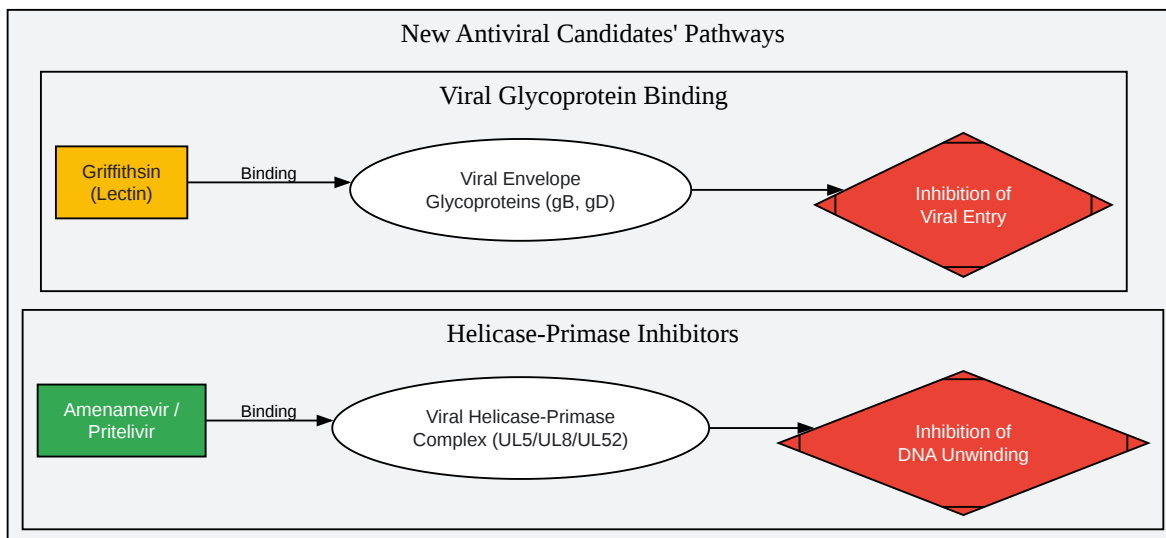 New Antiviral Candidates' Pathways
Viral Glycoprotein Binding
Griffithsin
(Lectin)
Binding
Viral Envelope
Glycoproteins (gB, gD)
Inhibition of
Viral Entry
Helicase-Primase Inhibitors
Amenamevir /
Pritelivir
Binding
Viral Helicase-Primase
Complex (UL5/UL8/UL52)
Inhibition of
DNA Unwinding